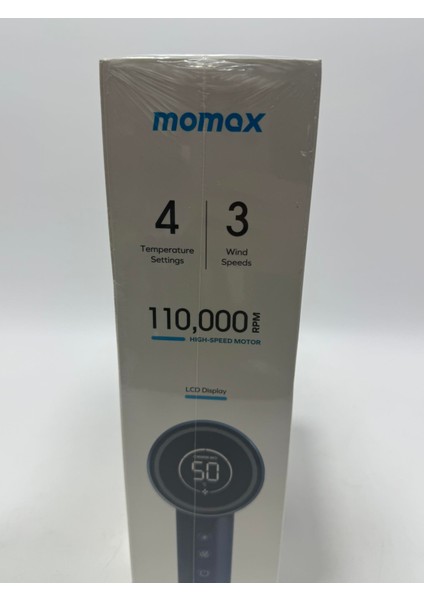 momax
4
Temperature
Settings
3
Wind
Speeds
110,000 RPM
HIGH-SPEED MOTOR
LCD Display
50